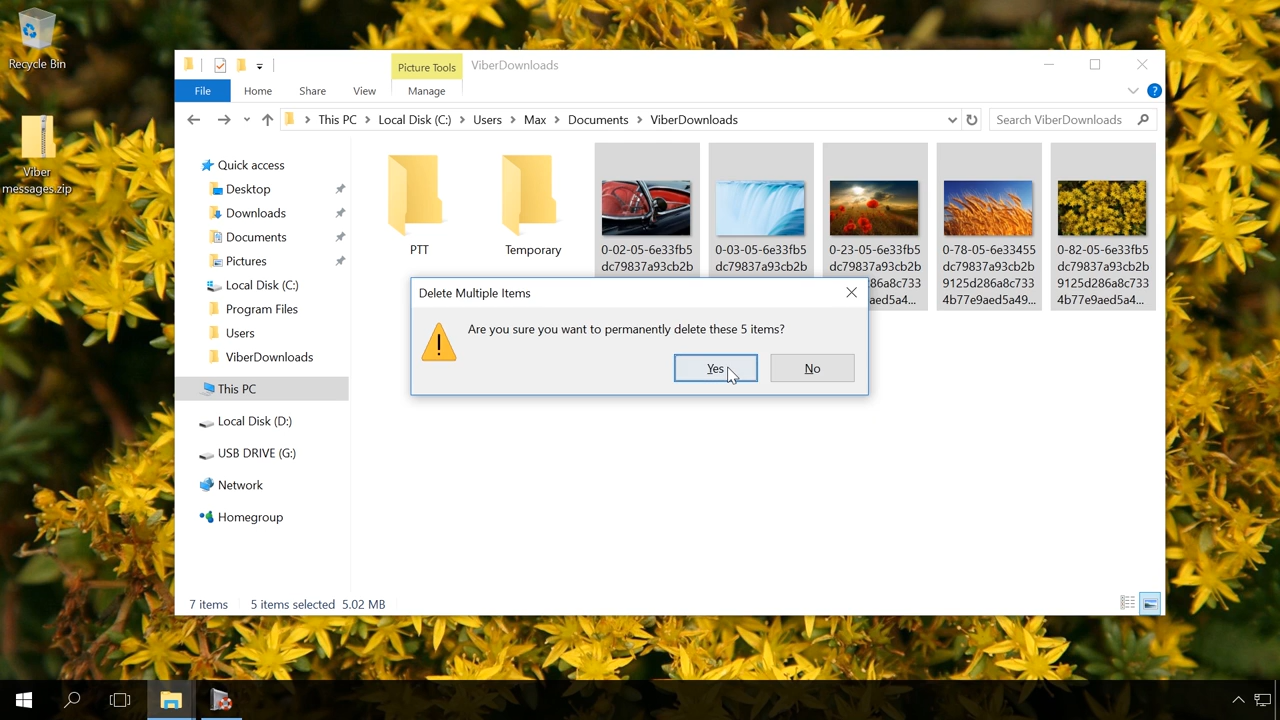 Recycle Bin
Viber
messages.zip
Picture Tools
ViberDownloads
File
Home
Share
View
Manage
This PC
Local Disk (C:)
Users
Max
Documents
ViberDownloads
Search ViberDownloads
Quick access
Desktop
Downloads
Documents
Pictures
Local Disk (C:)
Program Files
Users
ViberDownloads
This PC
Local Disk (D:)
USB DRIVE (G:)
Network
Homegroup
PTT
Temporary
0-02-05-6e33fb5
dc79837a93cb2b
0-03-05-6e33fb5
dc79837a93cb2b
0-23-05-6e33fb5
dc79837a93cb2b
9125d286a8c733
4b77e9aed5a4...
0-78-05-6e33455
dc79837a93cb2b
9125d286a8c733
4b77e9aed5a49...
0-82-05-6e33fb5
dc79837a93cb2b
9125d286a8c733
4b77e9aed5a4...
Delete Multiple Items
Are you sure you want to permanently delete these 5 items?
Yes
No
7 items
5 items selected 5.02 MB